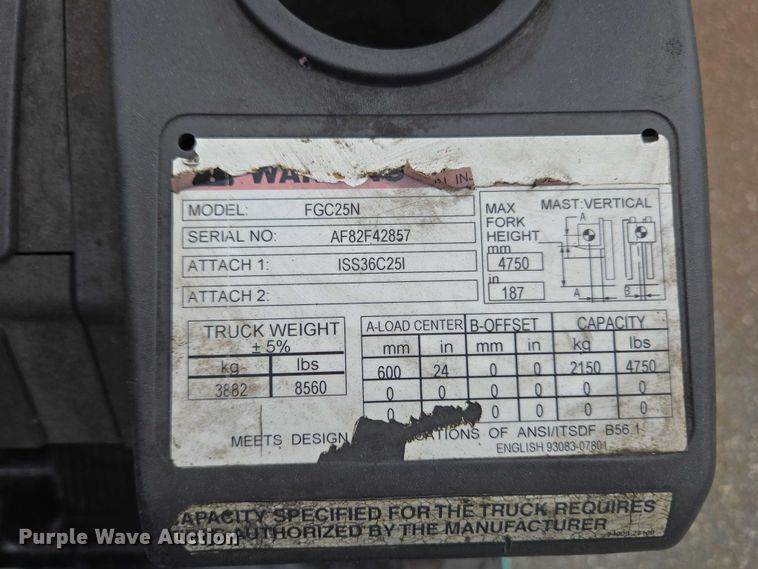 WARNING
MODEL: FGC25N
SERIAL NO: AF82F42857
ATTACH 1: ISS36C25I
ATTACH 2:
MAX FORK HEIGHT
mm
4750
in
187
MAST:VERTICAL
A
A B
TRUCK WEIGHT
± 5%
kg lbs
3882 8560
A-LOAD CENTER B-OFFSET CAPACITY
mm in mm in kg lbs
600 24 0 0 2150 4750
0 0 0 0 0 0
0 0 0 0 0
MEETS DESIGN OF ANSI/ITSDF B56.1
ENGLISH 93083-07801
CAPACITY SPECIFIED FOR THE TRUCK REQUIRES
AUTHORIZED BY THE MANUFACTURER
Purple Wave Auction